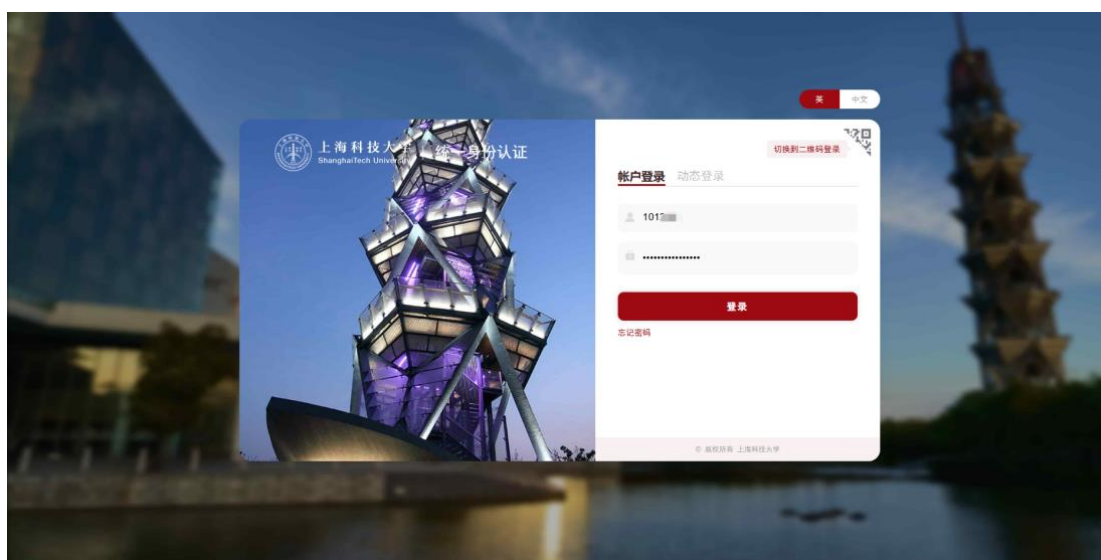 英 中文
上海科技大学 统一身份认证
ShanghaiTech University
切换到二维码登录
帐户登录 动态登录
101
••••••••••••••••
登录
忘记密码
© 版权所有 上海科技大学